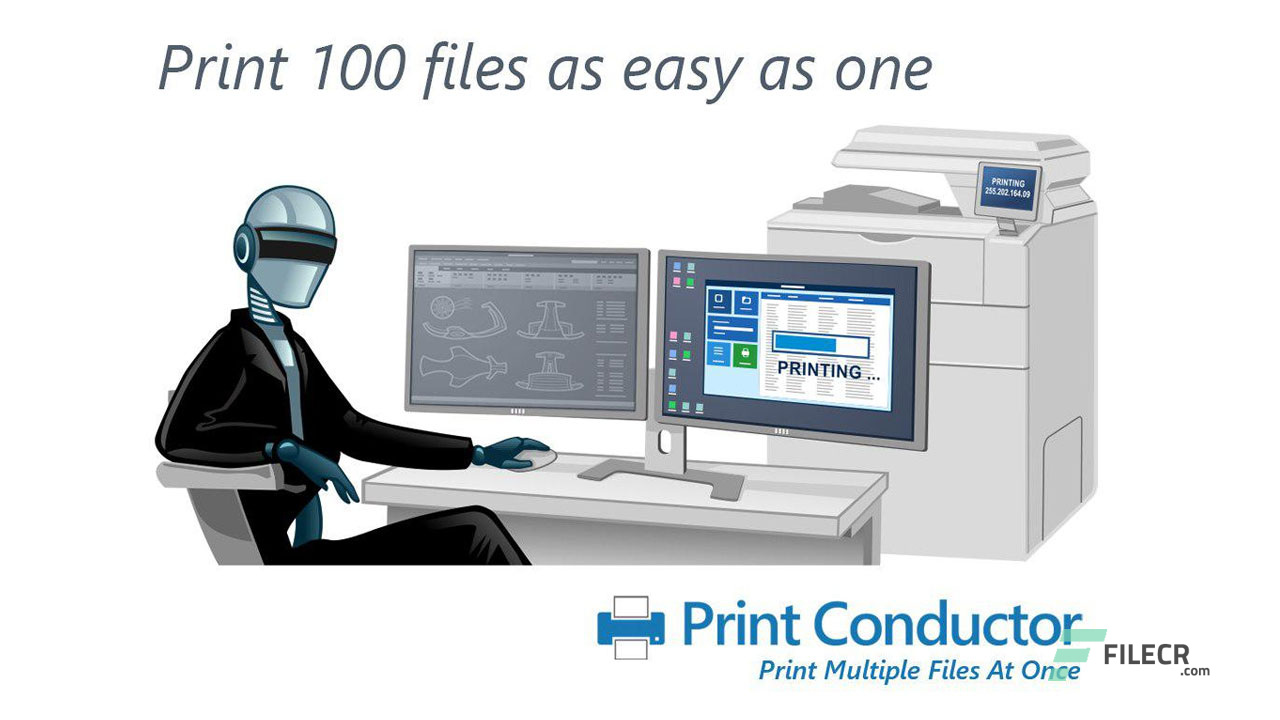 Print 100 files as easy as one
PRINTING
255.202.164.09
PRINTING ...
Print Conductor
Print Multiple Files At Once
FILECR
.com